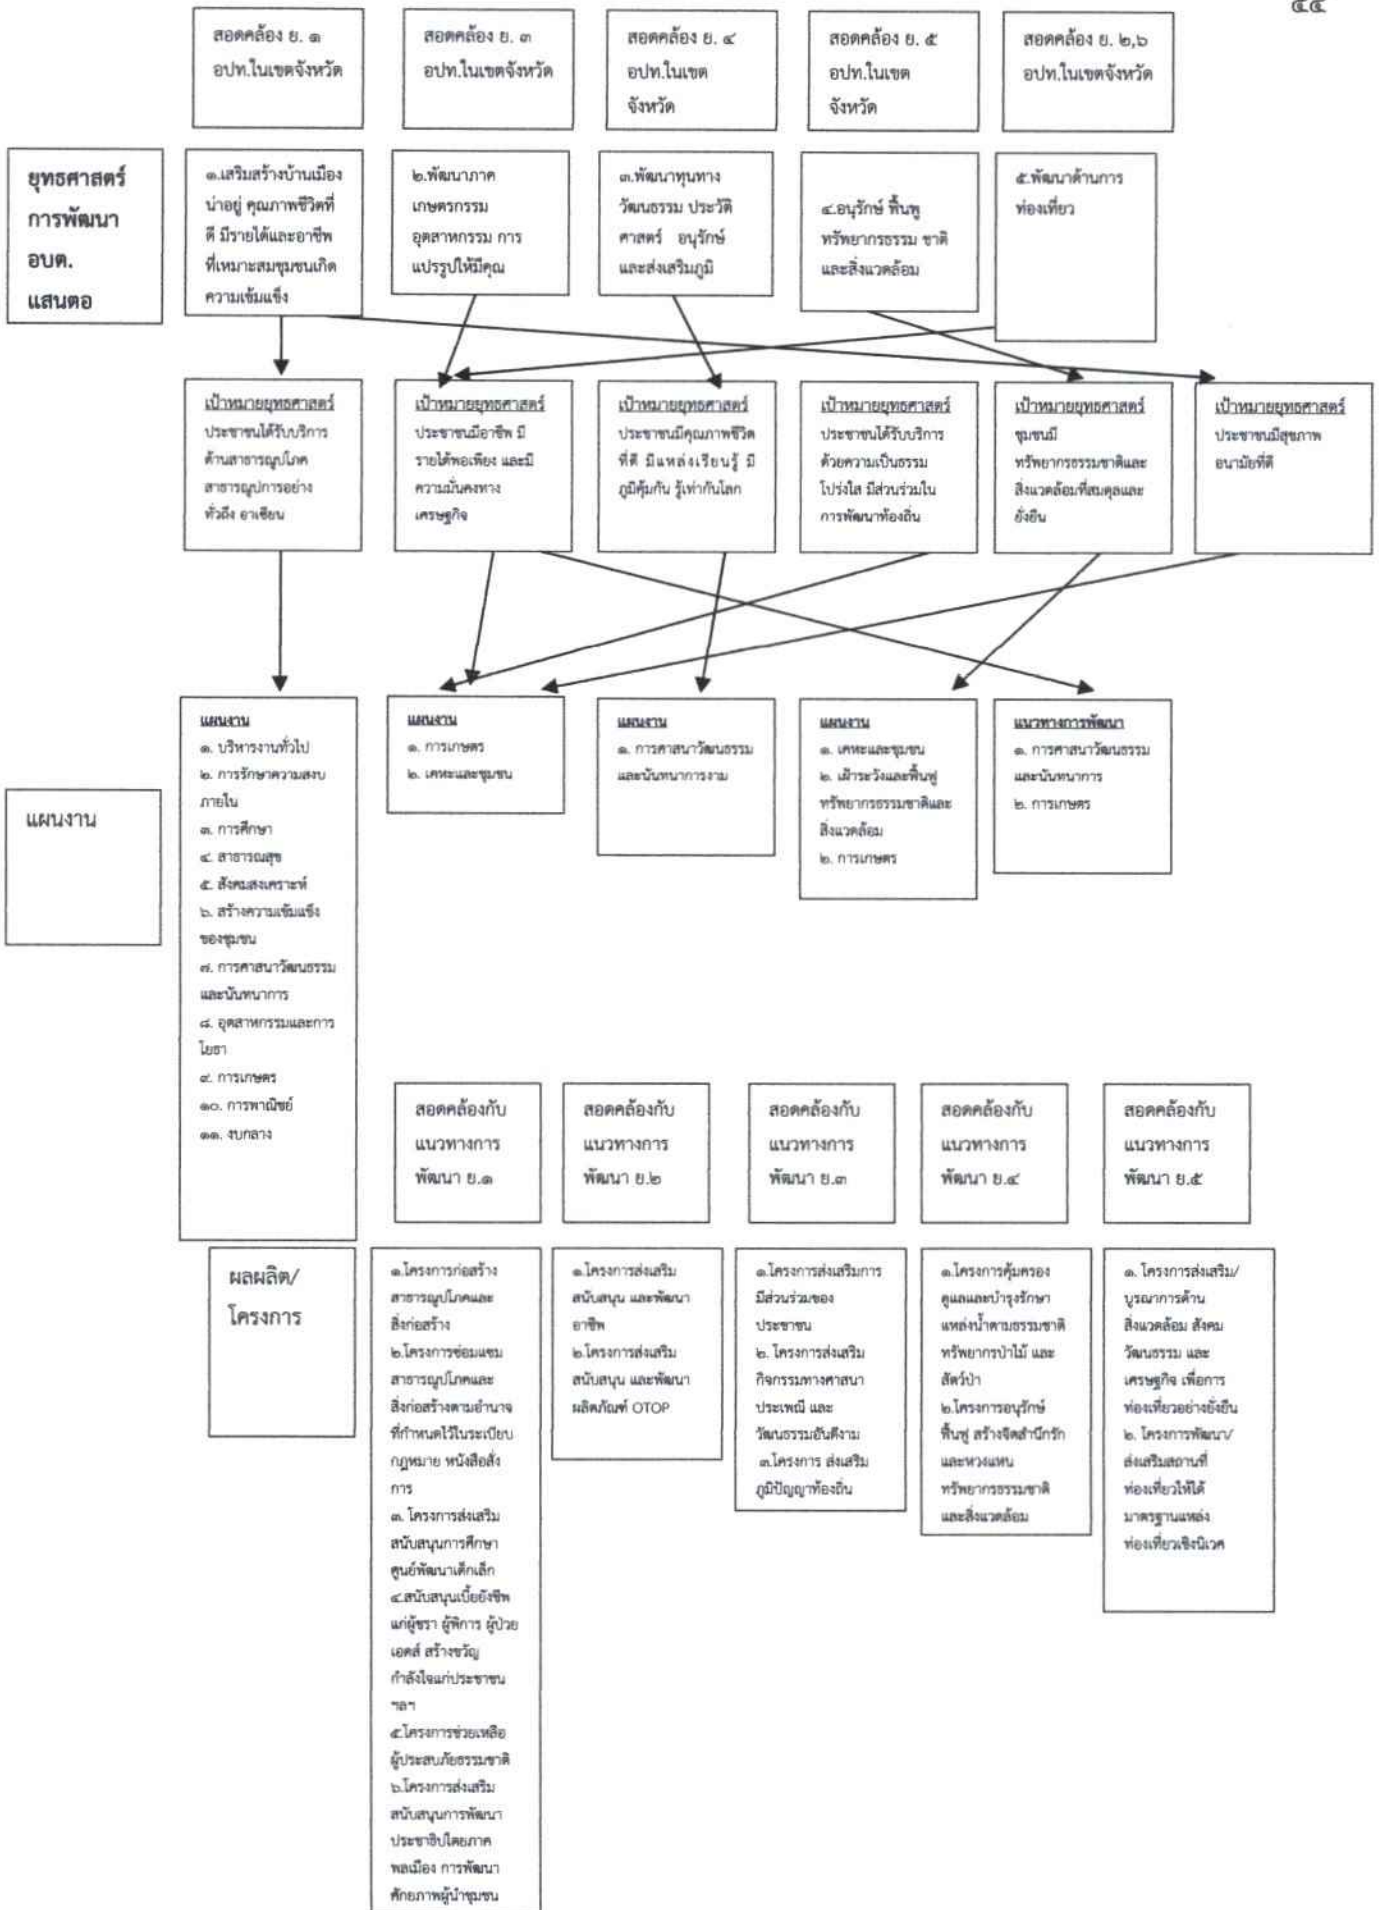 ๔๕
สอดคล้อง ย. ๑
อปท.ในเขตจังหวัด
สอดคล้อง ย. ๓
อปท.ในเขตจังหวัด
สอดคล้อง ย. ๔
อปท.ในเขต
จังหวัด
สอดคล้อง ย. ๕
อปท.ในเขต
จังหวัด
สอดคล้อง ย. ๒,๖
อปท.ในเขตจังหวัด
ยุทธศาสตร์
การพัฒนา
อบต.
แสนตอ
๑.เสริมสร้างบ้านเมือง
น่าอยู่ คุณภาพชีวิตที่
ดี มีรายได้และอาชีพ
ที่เหมาะสมชุมชนเกิด
ความเข้มแข็ง
๒.พัฒนาภาค
เกษตรกรรม
อุตสาหกรรม การ
แปรรูปให้มีคุณ
๓.พัฒนาทุนทาง
วัฒนธรรม ประวัติ
ศาสตร์ อนุรักษ์
และส่งเสริมภูมิ
๔.อนุรักษ์ ฟื้นฟู
ทรัพยากรธรรม ชาติ
และสิ่งแวดล้อม
๕.พัฒนาด้านการ
ท่องเที่ยว
เป้าหมายยุทธศาสตร์
ประชาชนได้รับบริการ
ด้านสาธารณูปโภค
สาธารณูปการอย่าง
ทั่วถึง อาเซียน
เป้าหมายยุทธศาสตร์
ประชาชนมีอาชีพ มี
รายได้พอเพียง และมี
ความมั่นคงทาง
เศรษฐกิจ
เป้าหมายยุทธศาสตร์
ประชาชนมีคุณภาพชีวิต
ที่ดี มีแหล่งเรียนรู้ มี
ภูมิคุ้มกัน รู้เท่ากันโลก
เป้าหมายยุทธศาสตร์
ประชาชนได้รับบริการ
ด้วยความเป็นธรรม
โปร่งใส มีส่วนร่วมใน
การพัฒนาท้องถิ่น
เป้าหมายยุทธศาสตร์
ชุมชนมี
ทรัพยากรธรรมชาติและ
สิ่งแวดล้อมที่สมดุลและ
ยั่งยืน
เป้าหมายยุทธศาสตร์
ประชาชนมีสุขภาพ
อนามัยที่ดี
แผนงาน
แผนงาน
๑. บริหารงานทั่วไป
๒. การรักษาความสงบ
ภายใน
๓. การศึกษา
๔. สาธารณสุข
๕. สังคมสงเคราะห์
๖. สร้างความเข้มแข็ง
ของชุมชน
๗. การศาสนาวัฒนธรรม
และนันทนาการ
๘. อุตสาหกรรมและการ
โยธา
๙. การเกษตร
๑๐. การพาณิชย์
๑๑. งบกลาง
แผนงาน
๑. การเกษตร
๒. เคหะและชุมชน
แผนงาน
๑. การศาสนาวัฒนธรรม
และนันทนาการงาม
แผนงาน
๑. เคหะและชุมชน
๒. เฝ้าระวังและฟื้นฟู
ทรัพยากรธรรมชาติและ
สิ่งแวดล้อม
๒. การเกษตร
แนวทางการพัฒนา
๑. การศาสนาวัฒนธรรม
และนันทนาการ
๒. การเกษตร
สอดคล้องกับ
แนวทางการ
พัฒนา ย.๑
สอดคล้องกับ
แนวทางการ
พัฒนา ย.๒
สอดคล้องกับ
แนวทางการ
พัฒนา ย.๓
สอดคล้องกับ
แนวทางการ
พัฒนา ย.๔
สอดคล้องกับ
แนวทางการ
พัฒนา ย.๕
ผลผลิต/
โครงการ
๑.โครงการก่อสร้าง
สาธารณูปโภคและ
สิ่งก่อสร้าง
๒.โครงการซ่อมแซม
สาธารณูปโภคและ
สิ่งก่อสร้างตามอำนาจ
ที่กำหนดไว้ในระเบียบ
กฎหมาย หนังสือสั่ง
การ
๓. โครงการส่งเสริม
สนับสนุนการศึกษา
ศูนย์พัฒนาเด็กเล็ก
๔.สนับสนุนเบี้ยยังชีพ
แก่ผู้ชรา ผู้พิการ ผู้ป่วย
เอดส์ สร้างขวัญ
กำลังใจแก่ประชาชน
ฯลฯ
๕.โครงการช่วยเหลือ
ผู้ประสบภัยธรรมชาติ
๖.โครงการส่งเสริม
สนับสนุนการพัฒนา
ประชาธิปไตยภาค
พลเมือง การพัฒนา
ศักยภาพผู้นำชุมชน
๑.โครงการส่งเสริม
สนับสนุน และพัฒนา
อาชีพ
๒.โครงการส่งเสริม
สนับสนุน และพัฒนา
ผลิตภัณฑ์ OTOP
๑.โครงการส่งเสริมการ
มีส่วนร่วมของ
ประชาชน
๒. โครงการส่งเสริม
กิจกรรมทางศาสนา
ประเพณี และ
วัฒนธรรมอันดีงาม
๓.โครงการ ส่งเสริม
ภูมิปัญญาท้องถิ่น
๑.โครงการคุ้มครอง
ดูแลและบำรุงรักษา
แหล่งน้ำตามธรรมชาติ
ทรัพยากรป่าไม้ และ
สัตว์ป่า
๒.โครงการอนุรักษ์
ฟื้นฟู สร้างจิตสำนึกรัก
และหวงแหน
ทรัพยากรธรรมชาติ
และสิ่งแวดล้อม
๑. โครงการส่งเสริม/
บูรณาการด้าน
สิ่งแวดล้อม สังคม
วัฒนธรรม และ
เศรษฐกิจ เพื่อการ
ท่องเที่ยวอย่างยั่งยืน
๒. โครงการพัฒนา/
ส่งเสริมสถานที่
ท่องเที่ยวให้ได้
มาตรฐานแหล่ง
ท่องเที่ยวเชิงนิเวศ